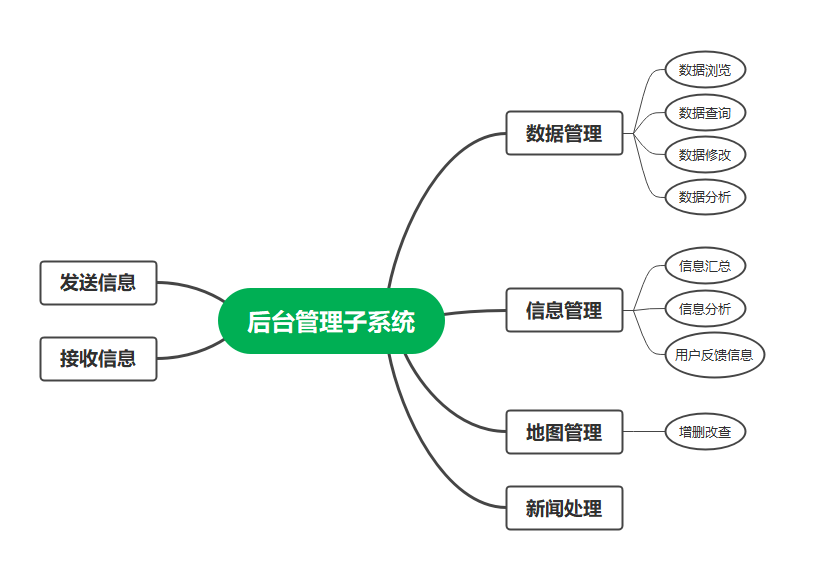 后台管理子系统
数据管理
数据浏览
数据查询
数据修改
数据分析
信息管理
信息汇总
信息分析
用户反馈信息
地图管理
增删改查
新闻处理
发送信息
接收信息